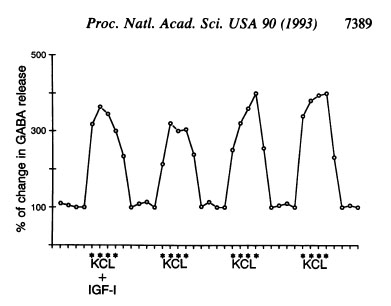 Proc. Natl. Acad. Sci. USA 90 (1993) 7389
500
300
100
% of change in GABA release
**** **** **** ****
KCL KCL KCL KCL
+
IGF-I